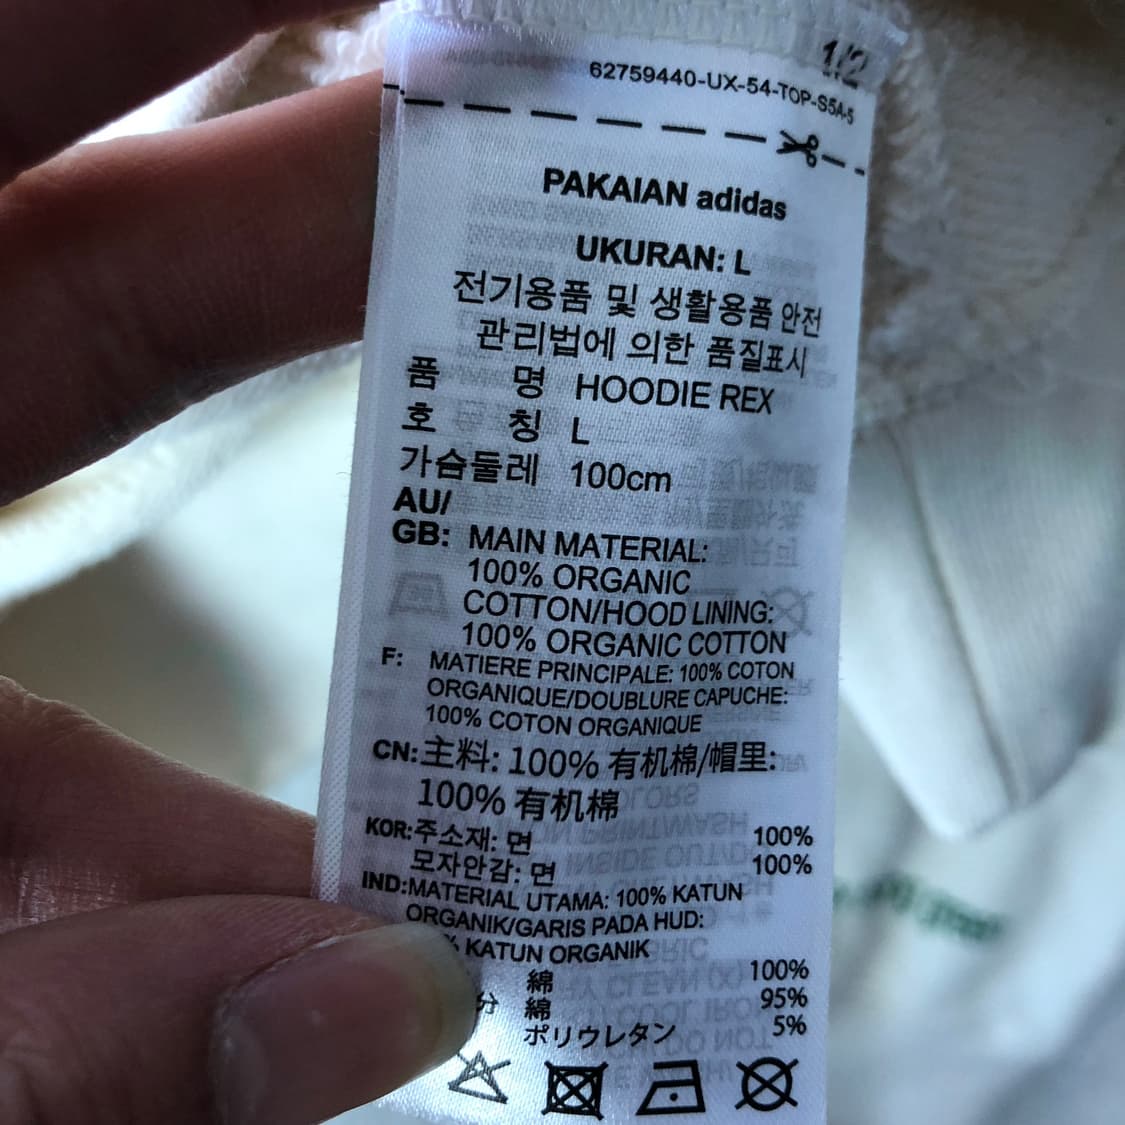 1/2
62759440-UX-54-TOP-S5A-5
PAKAIAN adidas
UKURAN: L
전기용품 및 생활용품 안전
관리법에 의한 품질표시
품 명 HOODIE REX
호 칭 L
가슴둘레 100cm
AU/
GB: MAIN MATERIAL:
100% ORGANIC
COTTON/HOOD LINING:
100% ORGANIC COTTON
F: MATIERE PRINCIPALE: 100% COTON
ORGANIQUE/DOUBLURE CAPUCHE:
100% COTON ORGANIQUE
CN: 主料: 100% 有机棉/帽里:
100% 有机棉
KOR: 주소재: 면 100%
모자안감: 면 100%
IND: MATERIAL UTAMA: 100% KATUN
ORGANIK/GARIS PADA HUD:
% KATUN ORGANIK
綿 100%
分 綿 95%
ポリウレタン 5%